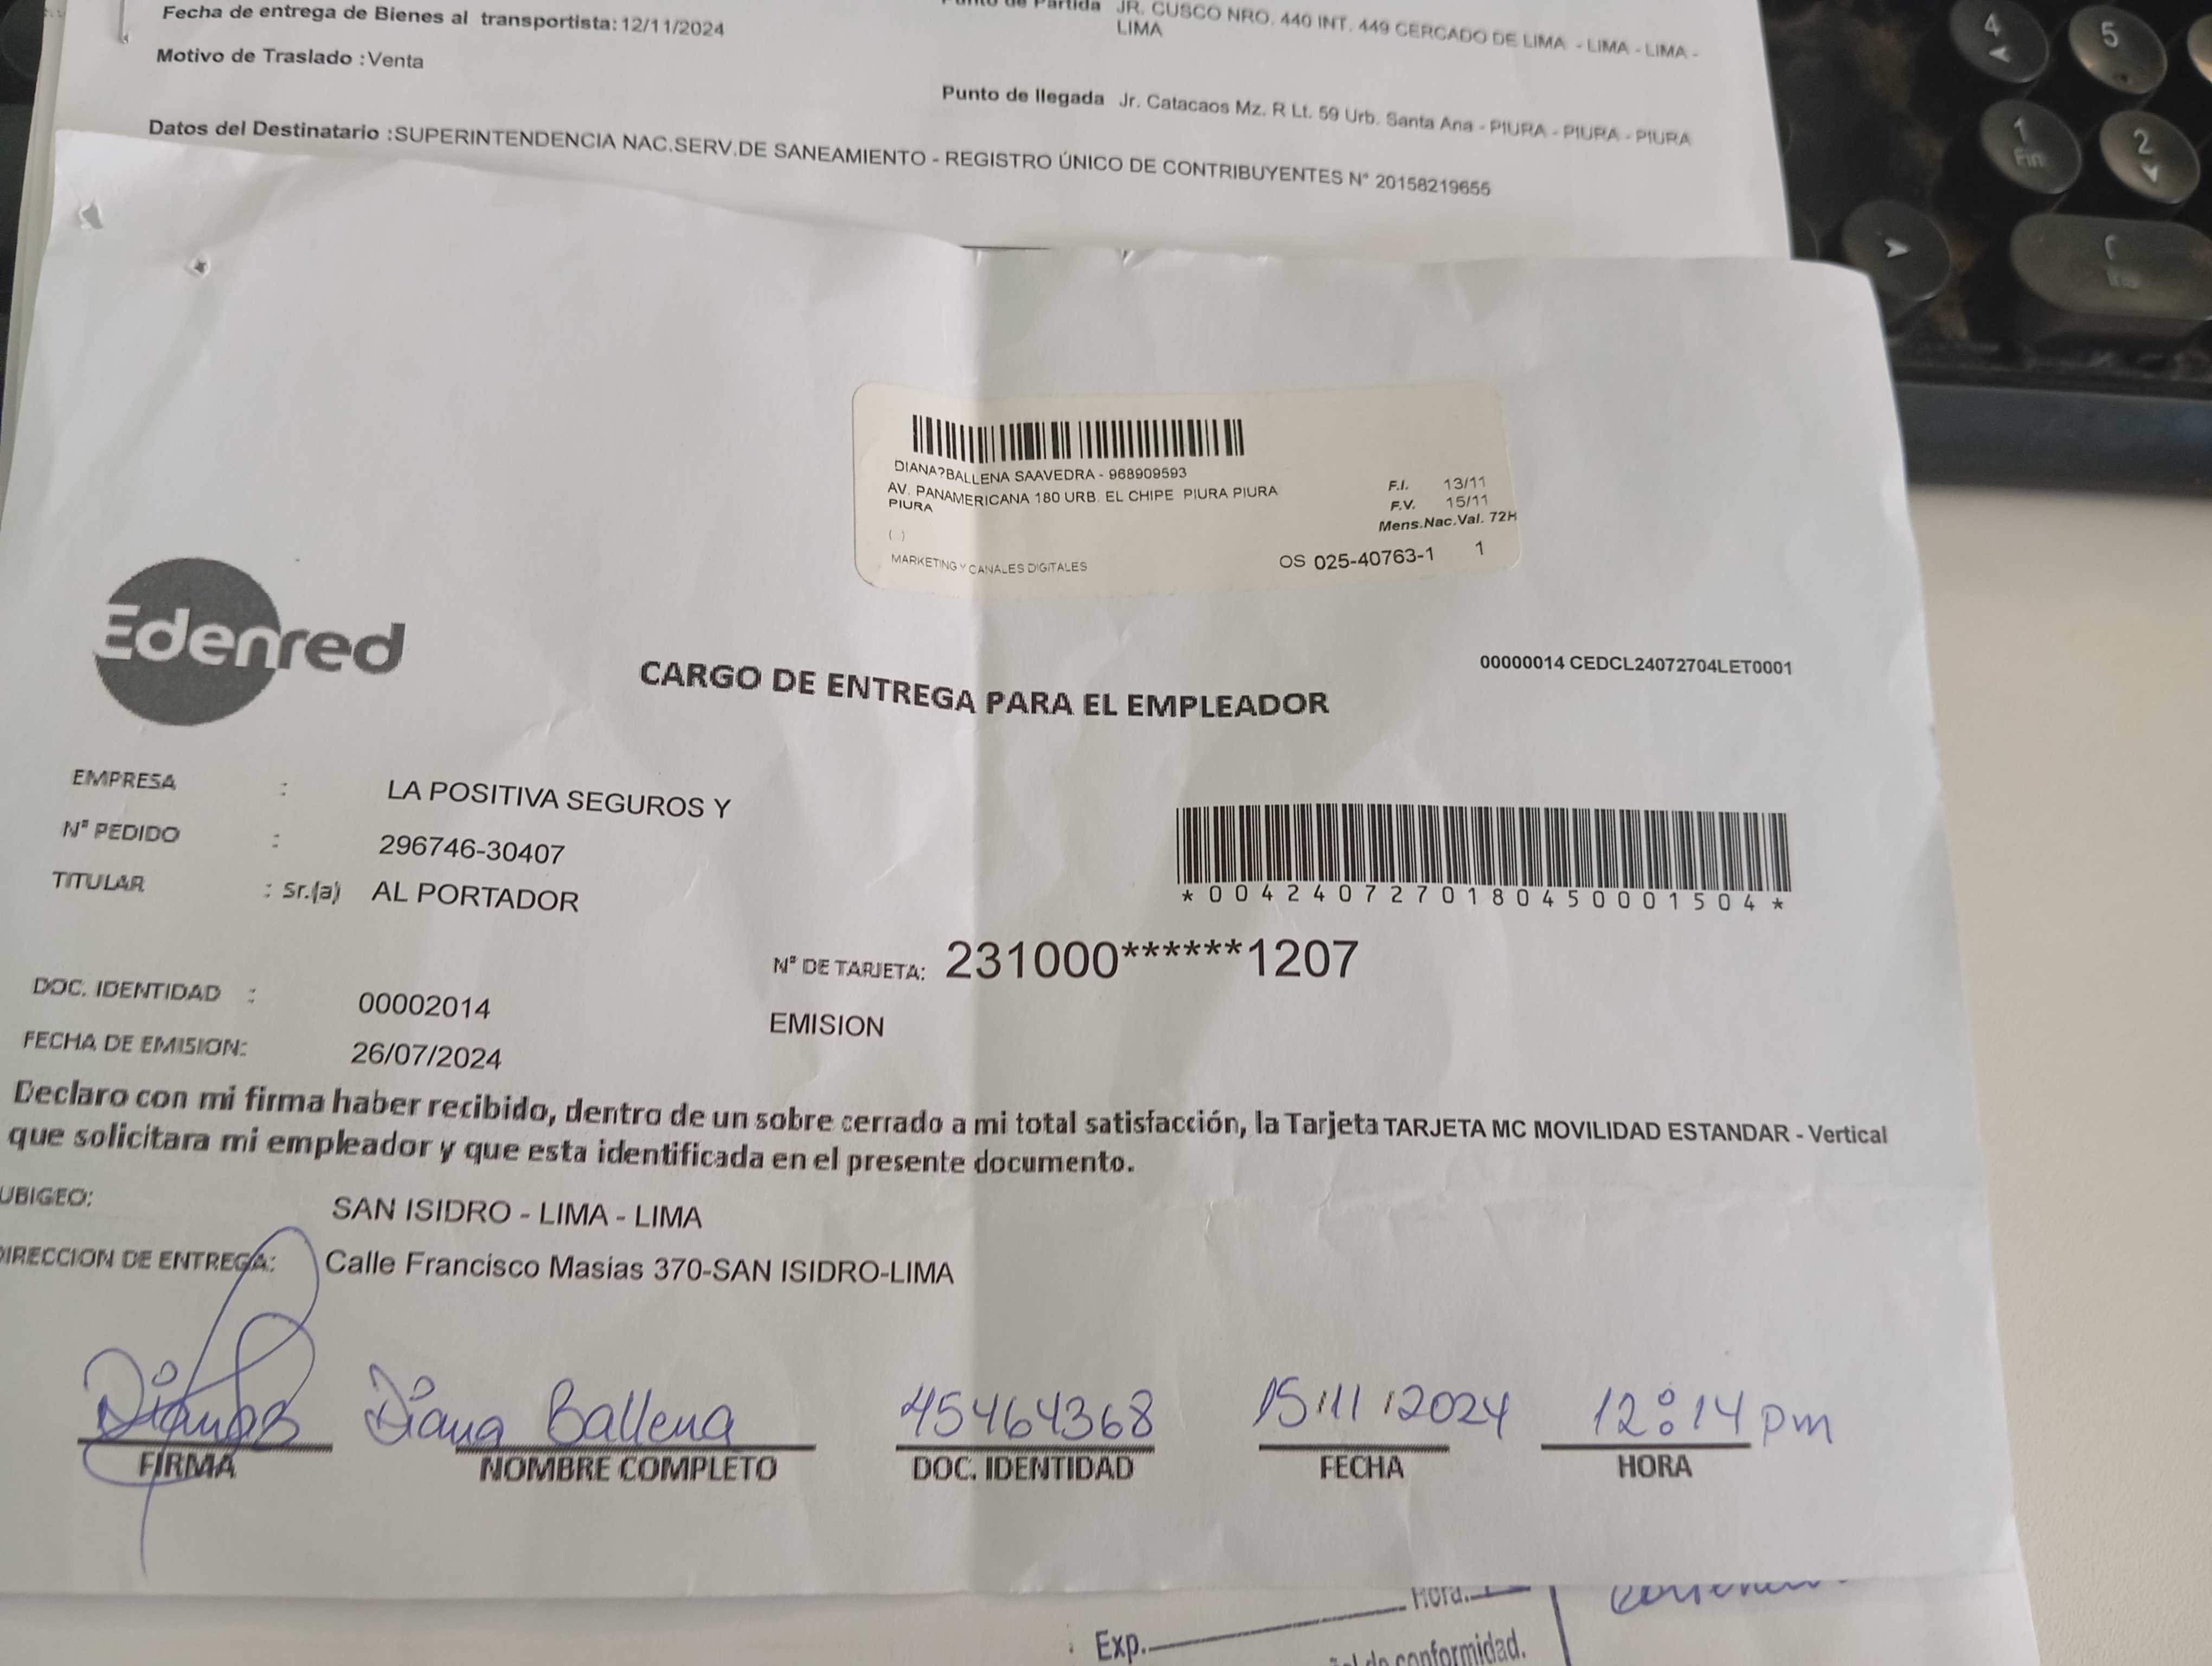 Fecha de entrega de Bienes al transportista:12/11/2024
Partida JR. CUSCO NRO. 440 INT. 449 CERCADO DE LIMA - LIMA - LIMA -
LIMA
Motivo de Traslado :Venta
Punto de llegada Jr. Catacaos Mz. R Lt. 59 Urb. Santa Ana - PIURA - PIURA - PIURA
Datos del Destinatario :SUPERINTENDENCIA NAC.SERV.DE SANEAMIENTO - REGISTRO ÚNICO DE CONTRIBUYENTES N° 20158219655
DIANA?BALLENA SAAVEDRA - 968909593
AV. PANAMERICANA 180 URB. EL CHIPE PIURA PIURA
PIURA
( )
MARKETING Y CANALES DIGITALES
F.I. 13/11
F.V. 15/11
Mens.Nac.Val. 72H
OS 025-40763-1 1
Edenred
00000014 CEDCL24072704LET0001
CARGO DE ENTREGA PARA EL EMPLEADOR
EMPRESA : LA POSITIVA SEGUROS Y
N° PEDIDO : 296746-30407
TITULAR : Sr.(a) AL PORTADOR
*0042407270180450001504*
N° DE TARJETA: 231000******1207
DOC. IDENTIDAD : 00002014
EMISION
FECHA DE EMISION: 26/07/2024
Declaro con mi firma haber recibido, dentro de un sobre cerrado a mi total satisfacción, la Tarjeta TARJETA MC MOVILIDAD ESTANDAR - Vertical
que solicitara mi empleador y que esta identificada en el presente documento.
UBIGEO: SAN ISIDRO - LIMA - LIMA
DIRECCION DE ENTREGA: Calle Francisco Masias 370-SAN ISIDRO-LIMA
Diana Ballena 45464368 15/11/2024 12:14 pm
FIRMA NOMBRE COMPLETO DOC. IDENTIDAD FECHA HORA
Hora.
Exp.
de conformidad.
4
5
1
Fin
2
Ins